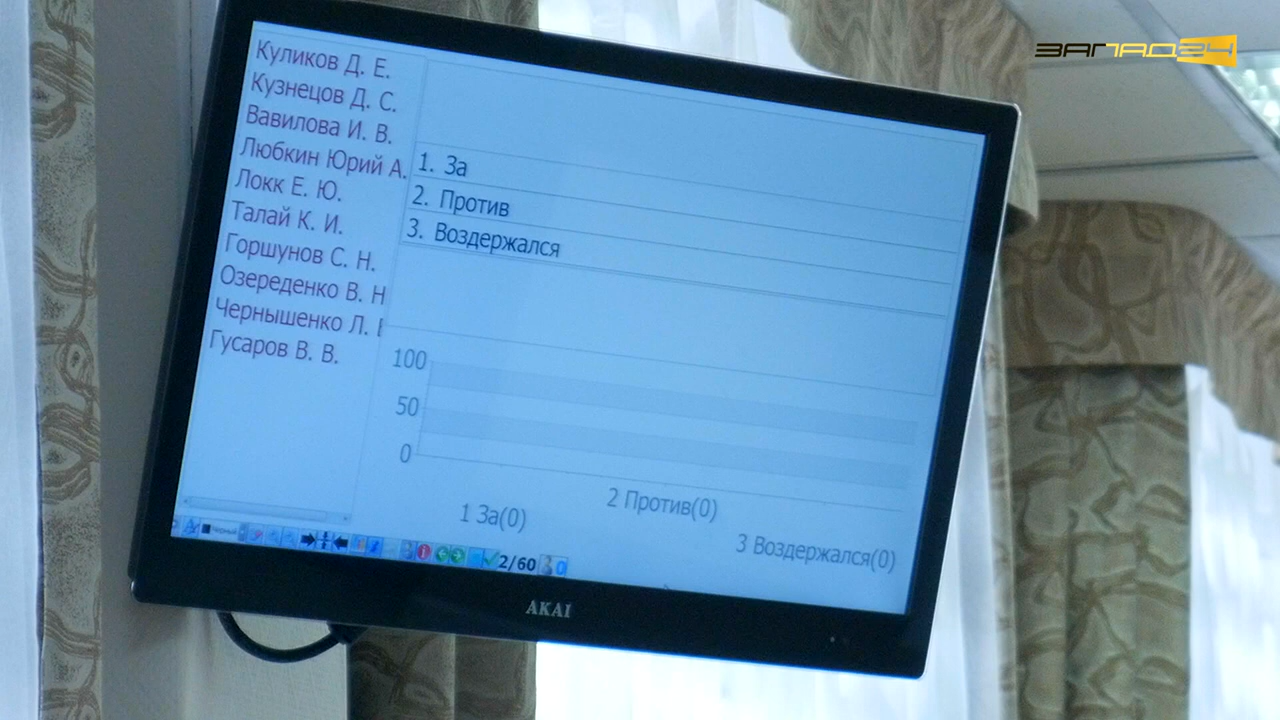 ЗАПАД24
Куликов Д. Е.
Кузнецов Д. С.
Вавилова И. В.
Любкин Юрий А.
Локк Е. Ю.
Талай К. И.
Горшунов С. Н.
Озереденко В. Н
Чернышенко Л.
Гусаров В. В.
1. За
2. Против
3. Воздержался
100
50
0
1 За(0)
2 Против(0)
3 Воздержался(0)
Черный
2/60
0
AKAI